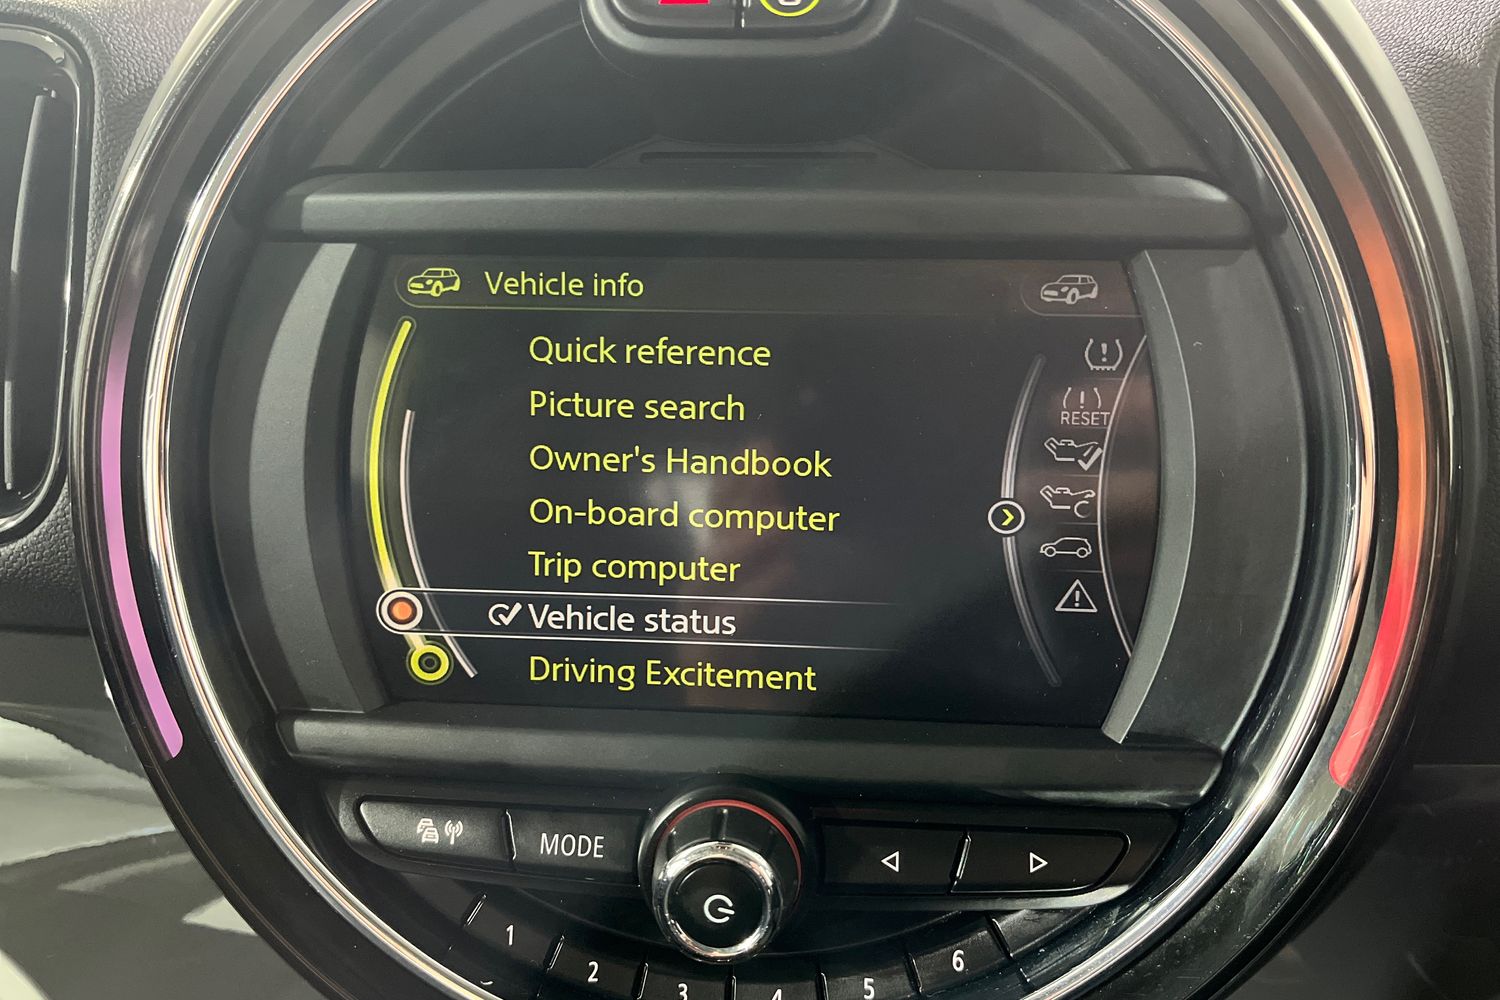 Vehicle info
Quick reference
Picture search
RESET
Owner's Handbook
On-board computer
Trip computer
Vehicle status
Driving Excitement
MODE
1
2
3
4
5
6